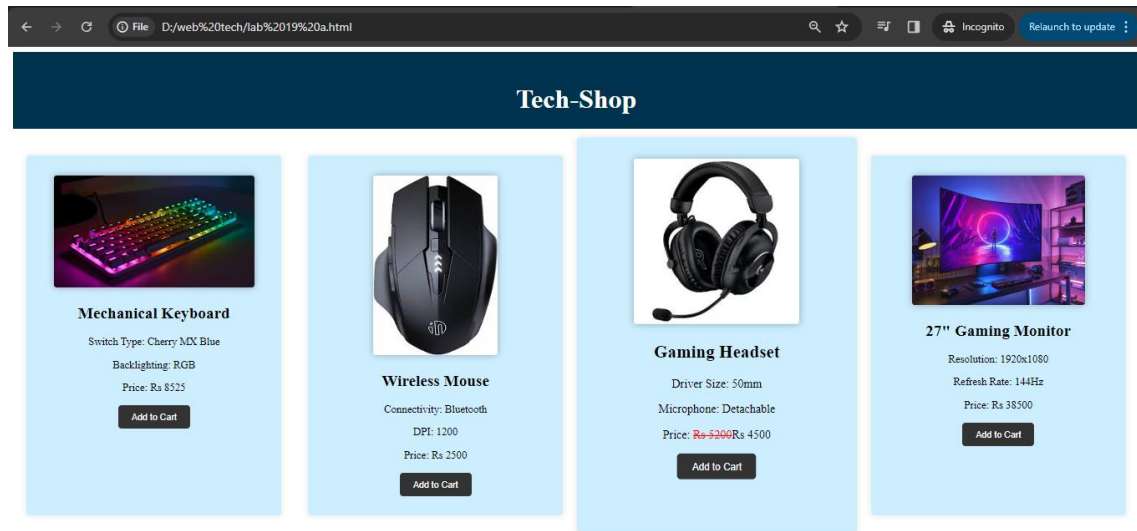 File D:/web%20tech/lab%2019%20a.html
Incognito
Relaunch to update
Tech-Shop
Mechanical Keyboard
Switch Type: Cherry MX Blue
Backlighting: RGB
Price: Rs 8525
Add to Cart
Wireless Mouse
Connectivity: Bluetooth
DPI: 1200
Price: Rs 2500
Add to Cart
Gaming Headset
Driver Size: 50mm
Microphone: Detachable
Price: Rs 5200Rs 4500
Add to Cart
27" Gaming Monitor
Resolution: 1920x1080
Refresh Rate: 144Hz
Price: Rs 38500
Add to Cart